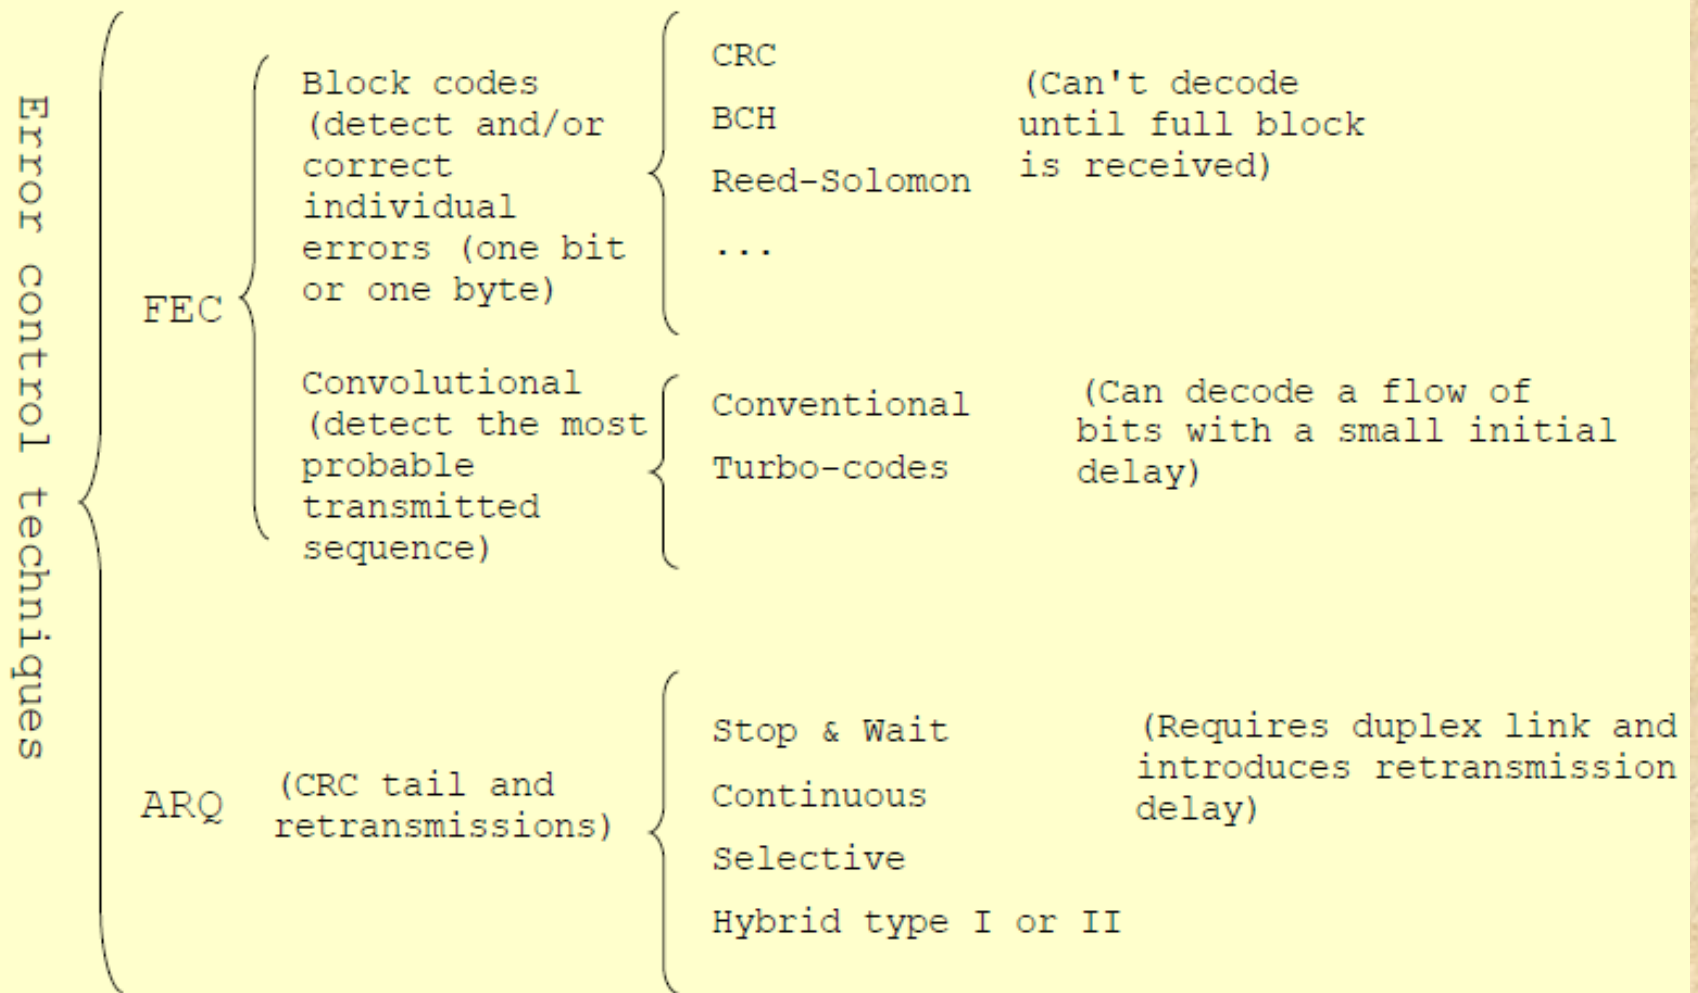 Error control techniques
FEC
Block codes
(detect and/or
correct
individual
errors (one bit
or one byte)
CRC
BCH
Reed-Solomon
...
(Can't decode
until full block
is received)
Convolutional
(detect the most
probable
transmitted
sequence)
Conventional
Turbo-codes
(Can decode a flow of
bits with a small initial
delay)
ARQ
(CRC tail and
retransmissions)
Stop & Wait
Continuous
Selective
Hybrid type I or II
(Requires duplex link and
introduces retransmission
delay)